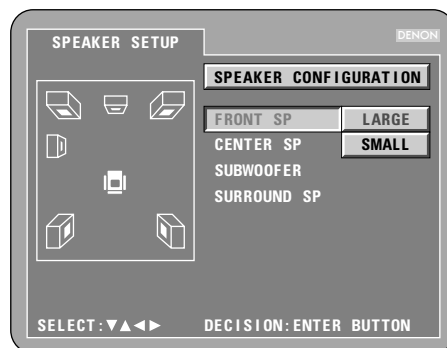 SPEAKER SETUP
DENON
SPEAKER CONFIGURATION
FRONT SP LARGE
CENTER SP SMALL
SUBWOOFER
SURROUND SP
SELECT:▼▲◀▶ DECISION:ENTER BUTTON